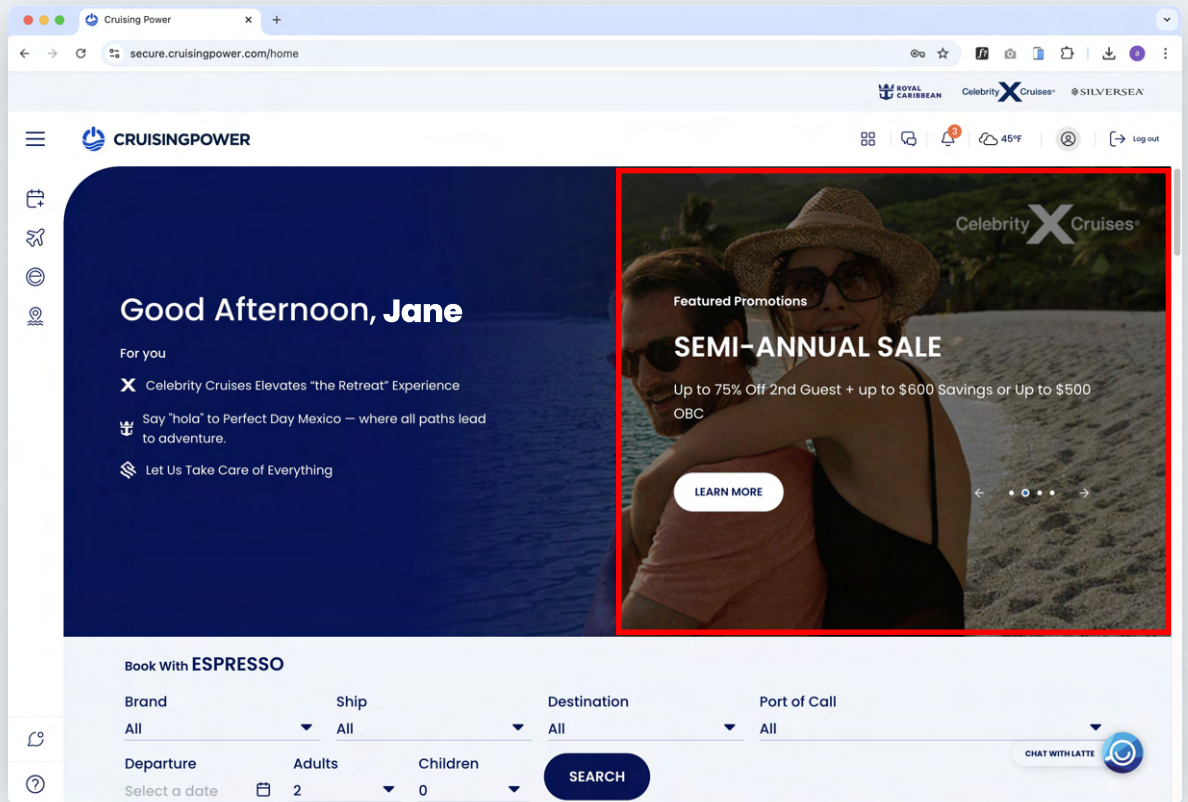 Cruising Power
secure.cruisingpower.com/home
a
ROYAL
CARIBBEAN
Celebrity X Cruises®
SILVERSEA
CRUISINGPOWER
3
45°F
Log out
Celebrity X Cruises®
Good Afternoon, Jane
For you
Celebrity Cruises Elevates “the Retreat” Experience
Say "hola" to Perfect Day Mexico — where all paths lead
to adventure.
Let Us Take Care of Everything
Featured Promotions
SEMI-ANNUAL SALE
Up to 75% Off 2nd Guest + up to $600 Savings or Up to $500
OBC
LEARN MORE
Book With ESPRESSO
Brand Ship Destination Port of Call
All All All All
CHAT WITH LATTE
Departure Adults Children
SEARCH
Select a date 2 0